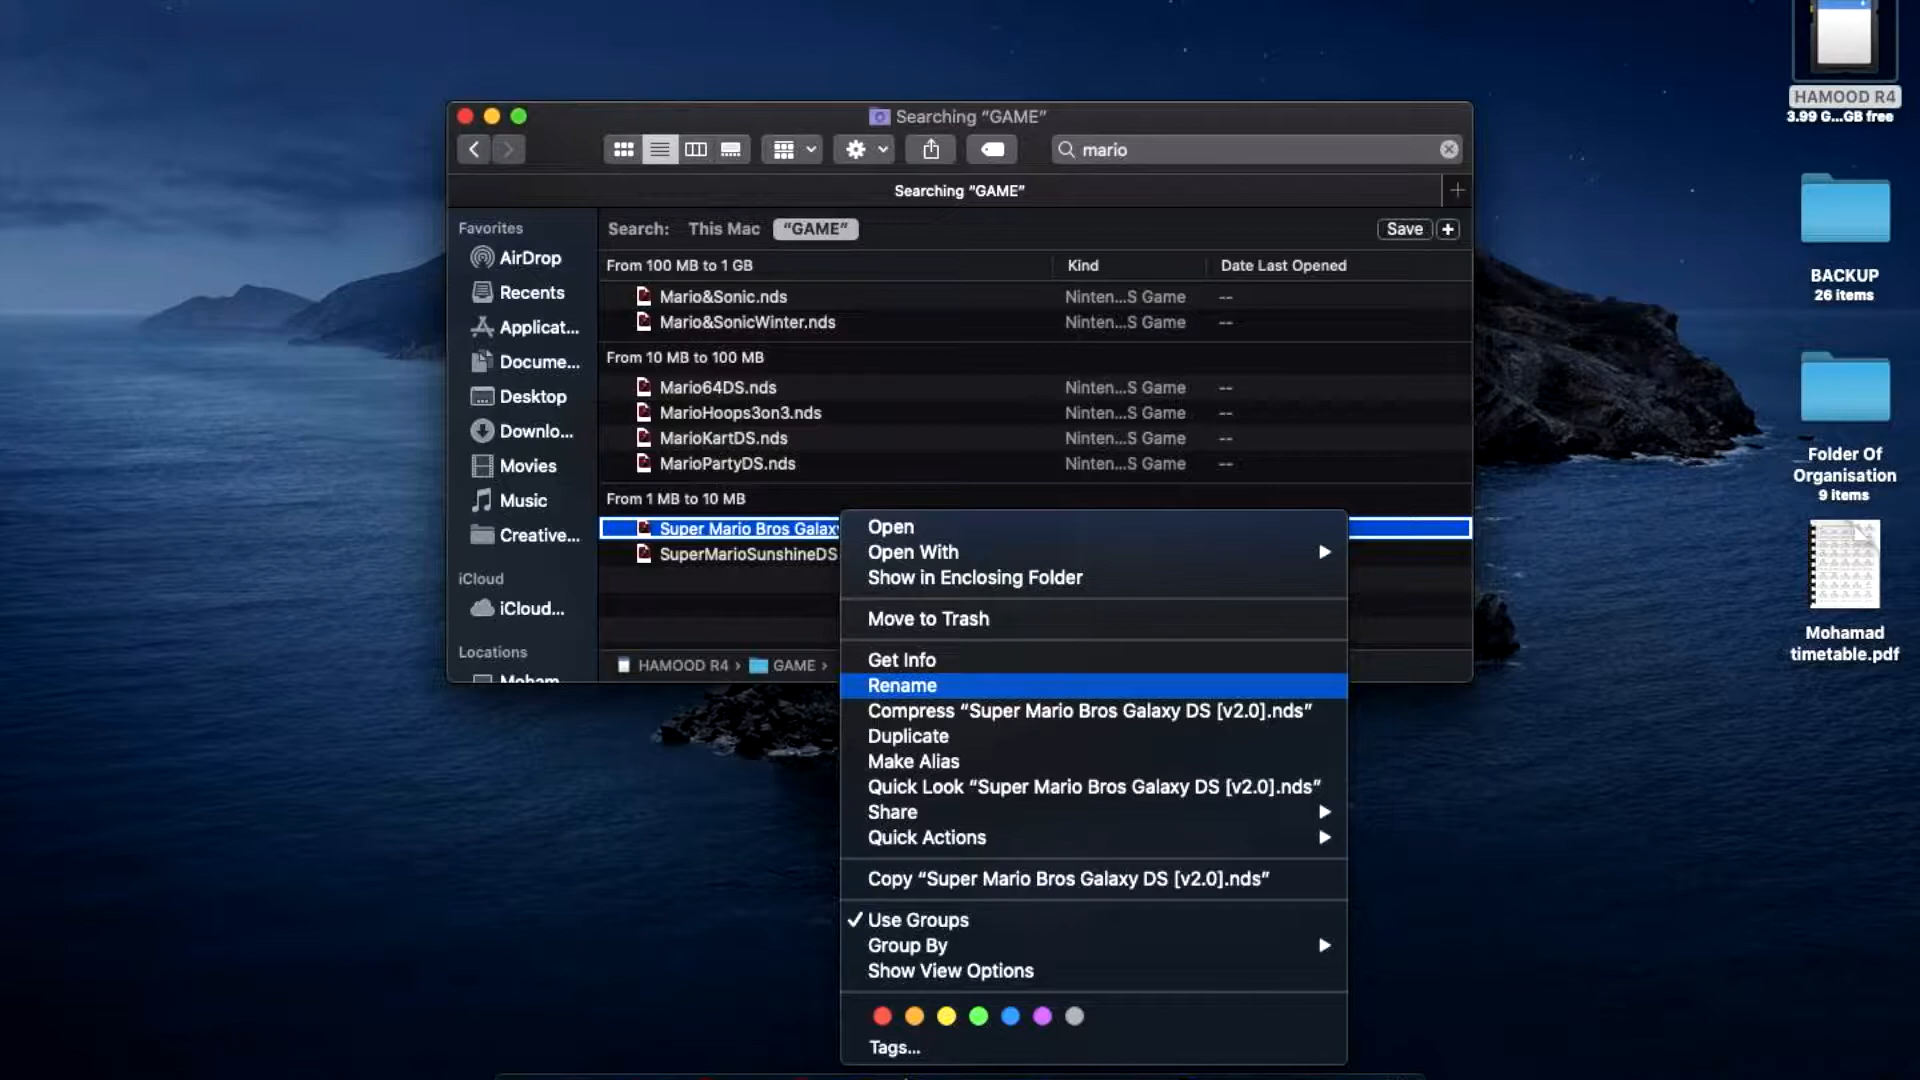 HAMOOD R4
3.99 G...GB free
BACKUP
26 items
Folder Of
Organisation
9 items
Mohamad
timetable.pdf
Searching “GAME”
mario
Searching “GAME”
Favorites
AirDrop
Recents
Applicat...
Docume...
Desktop
Downlo...
Movies
Music
Creative...
iCloud
iCloud...
Locations
Moham
Search: This Mac “GAME” Save +
From 100 MB to 1 GB Kind Date Last Opened
Mario&Sonic.nds Ninten...S Game --
Mario&SonicWinter.nds Ninten...S Game --
From 10 MB to 100 MB
Mario64DS.nds Ninten...S Game --
MarioHoops3on3.nds Ninten...S Game --
MarioKartDS.nds Ninten...S Game --
MarioPartyDS.nds Ninten...S Game --
From 1 MB to 10 MB
Super Mario Bros Galaxy
SuperMarioSunshineDS
HAMOOD R4 › GAME ›
Open
Open With
Show in Enclosing Folder
Move to Trash
Get Info
Rename
Compress “Super Mario Bros Galaxy DS [v2.0].nds”
Duplicate
Make Alias
Quick Look “Super Mario Bros Galaxy DS [v2.0].nds”
Share
Quick Actions
Copy “Super Mario Bros Galaxy DS [v2.0].nds”
✓ Use Groups
Group By
Show View Options
Tags...